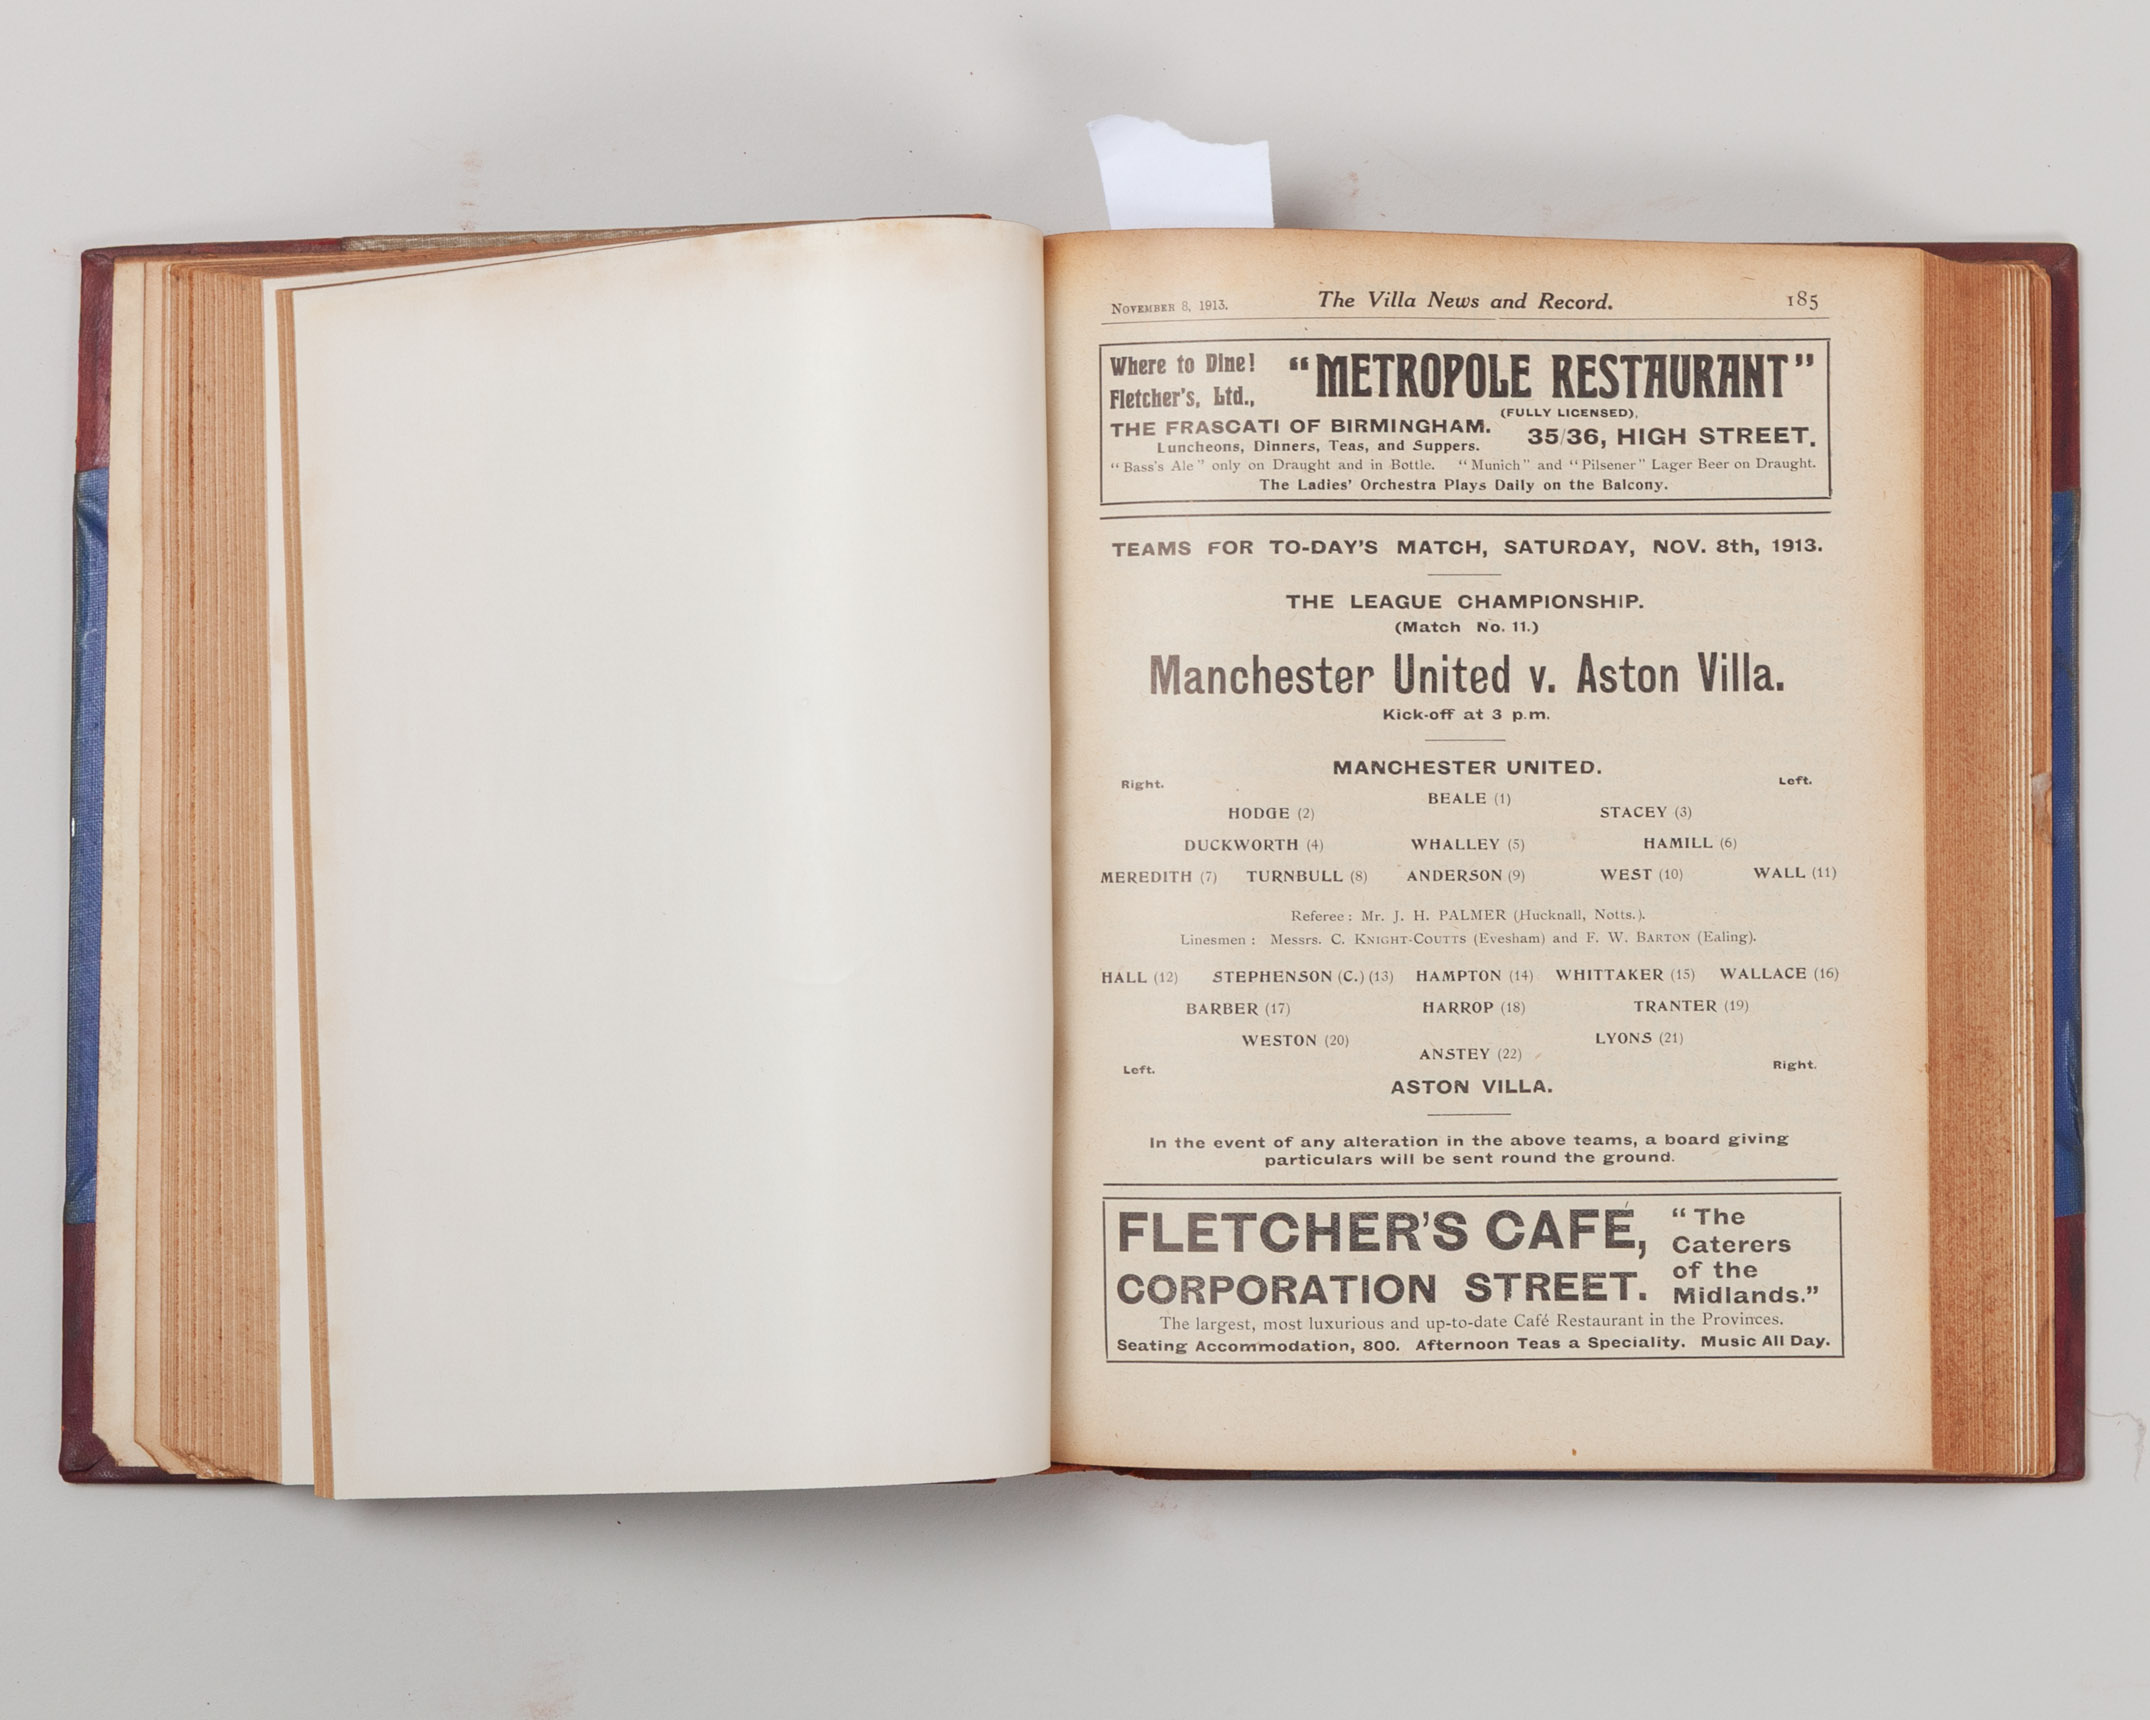 NOVEMBER 8, 1913. The Villa News and Record. 185
Where to Dine! "METROPOLE RESTAURANT"
Fletcher's, Ltd.,
(FULLY LICENSED),
THE FRASCATI OF BIRMINGHAM. 35/36, HIGH STREET.
Luncheons, Dinners, Teas, and Suppers.
"Bass's Ale" only on Draught and in Bottle. "Munich" and "Pilsener" Lager Beer on Draught.
The Ladies' Orchestra Plays Daily on the Balcony.
TEAMS FOR TO-DAY'S MATCH, SATURDAY, NOV. 8th, 1913.
THE LEAGUE CHAMPIONSHIP.
(Match No. 11.)
Manchester United v. Aston Villa.
Kick-off at 3 p.m.
MANCHESTER UNITED.
Right. Left.
BEALE (1)
HODGE (2) STACEY (3)
DUCKWORTH (4) WHALLEY (5) HAMILL (6)
MEREDITH (7) TURNBULL (8) ANDERSON (9) WEST (10) WALL (11)
Referee: Mr. J. H. PALMER (Hucknall, Notts.).
Linesmen: Messrs. C. KNIGHT-COUTTS (Evesham) and F. W. BARTON (Ealing).
HALL (12) STEPHENSON (C.) (13) HAMPTON (14) WHITTAKER (15) WALLACE (16)
BARBER (17) HARROP (18) TRANTER (19)
WESTON (20) LYONS (21)
ANSTEY (22)
Left. Right.
ASTON VILLA.
In the event of any alteration in the above teams, a board giving
particulars will be sent round the ground.
FLETCHER'S CAFÉ,
CORPORATION STREET.
"The
Caterers
of the
Midlands."
The largest, most luxurious and up-to-date Café Restaurant in the Provinces.
Seating Accommodation, 800. Afternoon Teas a Speciality. Music All Day.